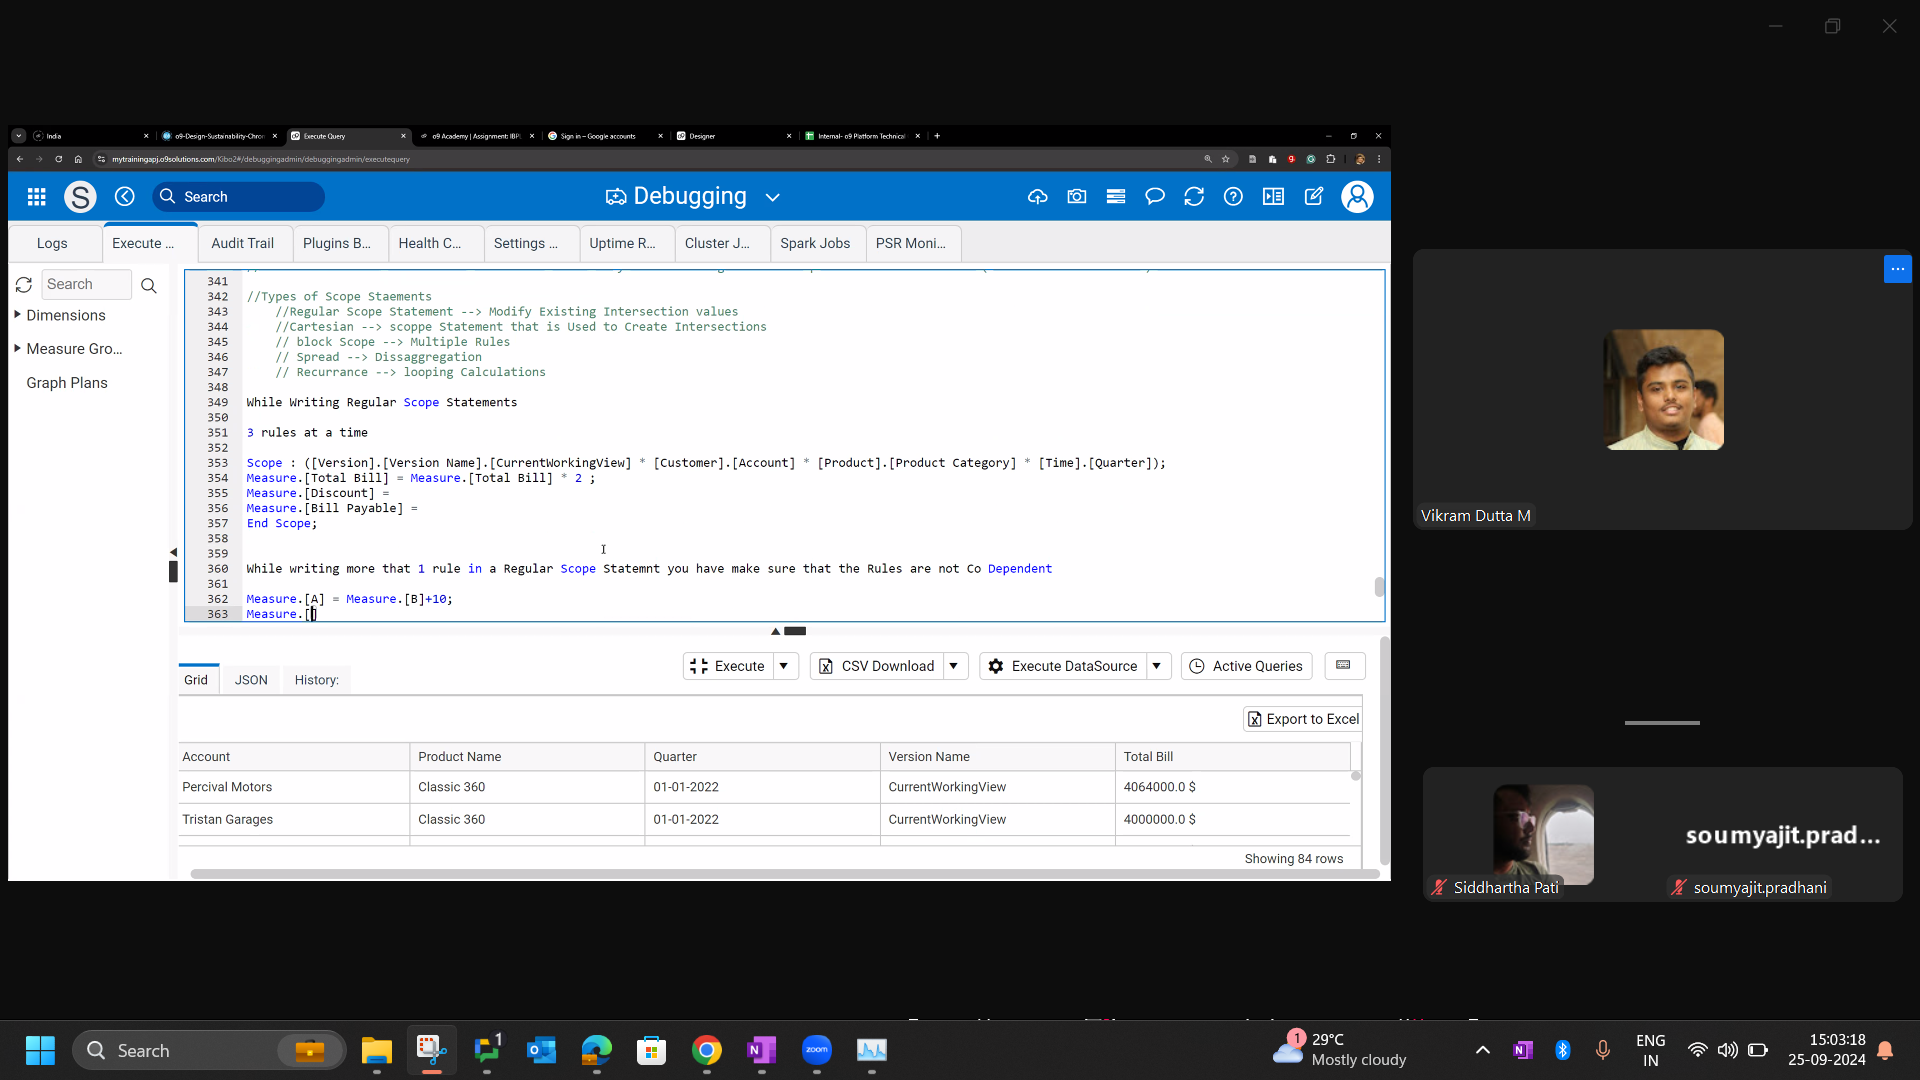 India
o9-Design-Sustainability-Chron
Execute Query
o9 Academy | Assignment: IBPL
Sign in – Google accounts
Designer
Internal- o9 Platform Technical
mytrainingapj.o9solutions.com/Kibo2#/debuggingadmin/debuggingadmin/executequery
S
Search
Debugging
Logs
Execute ...
Audit Trail
Plugins B...
Health C...
Settings ...
Uptime R...
Cluster J...
Spark Jobs
PSR Moni...
Search
Dimensions
Measure Gro...
Graph Plans
341
342 //Types of Scope Staements
343 //Regular Scope Statement --> Modify Existing Intersection values
344 //Cartesian --> scoppe Statement that is Used to Create Intersections
345 // block Scope --> Multiple Rules
346 // Spread --> Dissaggregation
347 // Recurrance --> looping Calculations
348
349 While Writing Regular Scope Statements
350
351 3 rules at a time
352
353 Scope : ([Version].[Version Name].[CurrentWorkingView] * [Customer].[Account] * [Product].[Product Category] * [Time].[Quarter]);
354 Measure.[Total Bill] = Measure.[Total Bill] * 2 ;
355 Measure.[Discount] =
356 Measure.[Bill Payable] =
357 End Scope;
358
359
360 While writing more that 1 rule in a Regular Scope Statemnt you have make sure that the Rules are not Co Dependent
361
362 Measure.[A] = Measure.[B]+10;
363 Measure.[]
Grid
JSON
History:
Execute
CSV Download
Execute DataSource
Active Queries
Export to Excel
Account Product Name Quarter Version Name Total Bill
Percival Motors Classic 360 01-01-2022 CurrentWorkingView 4064000.0 $
Tristan Garages Classic 360 01-01-2022 CurrentWorkingView 4000000.0 $
Showing 84 rows
Vikram Dutta M
Siddhartha Pati
soumyajit.prad...
soumyajit.pradhani
Search
1
zoom
1
29°C
Mostly cloudy
ENG
IN
15:03:18
25-09-2024